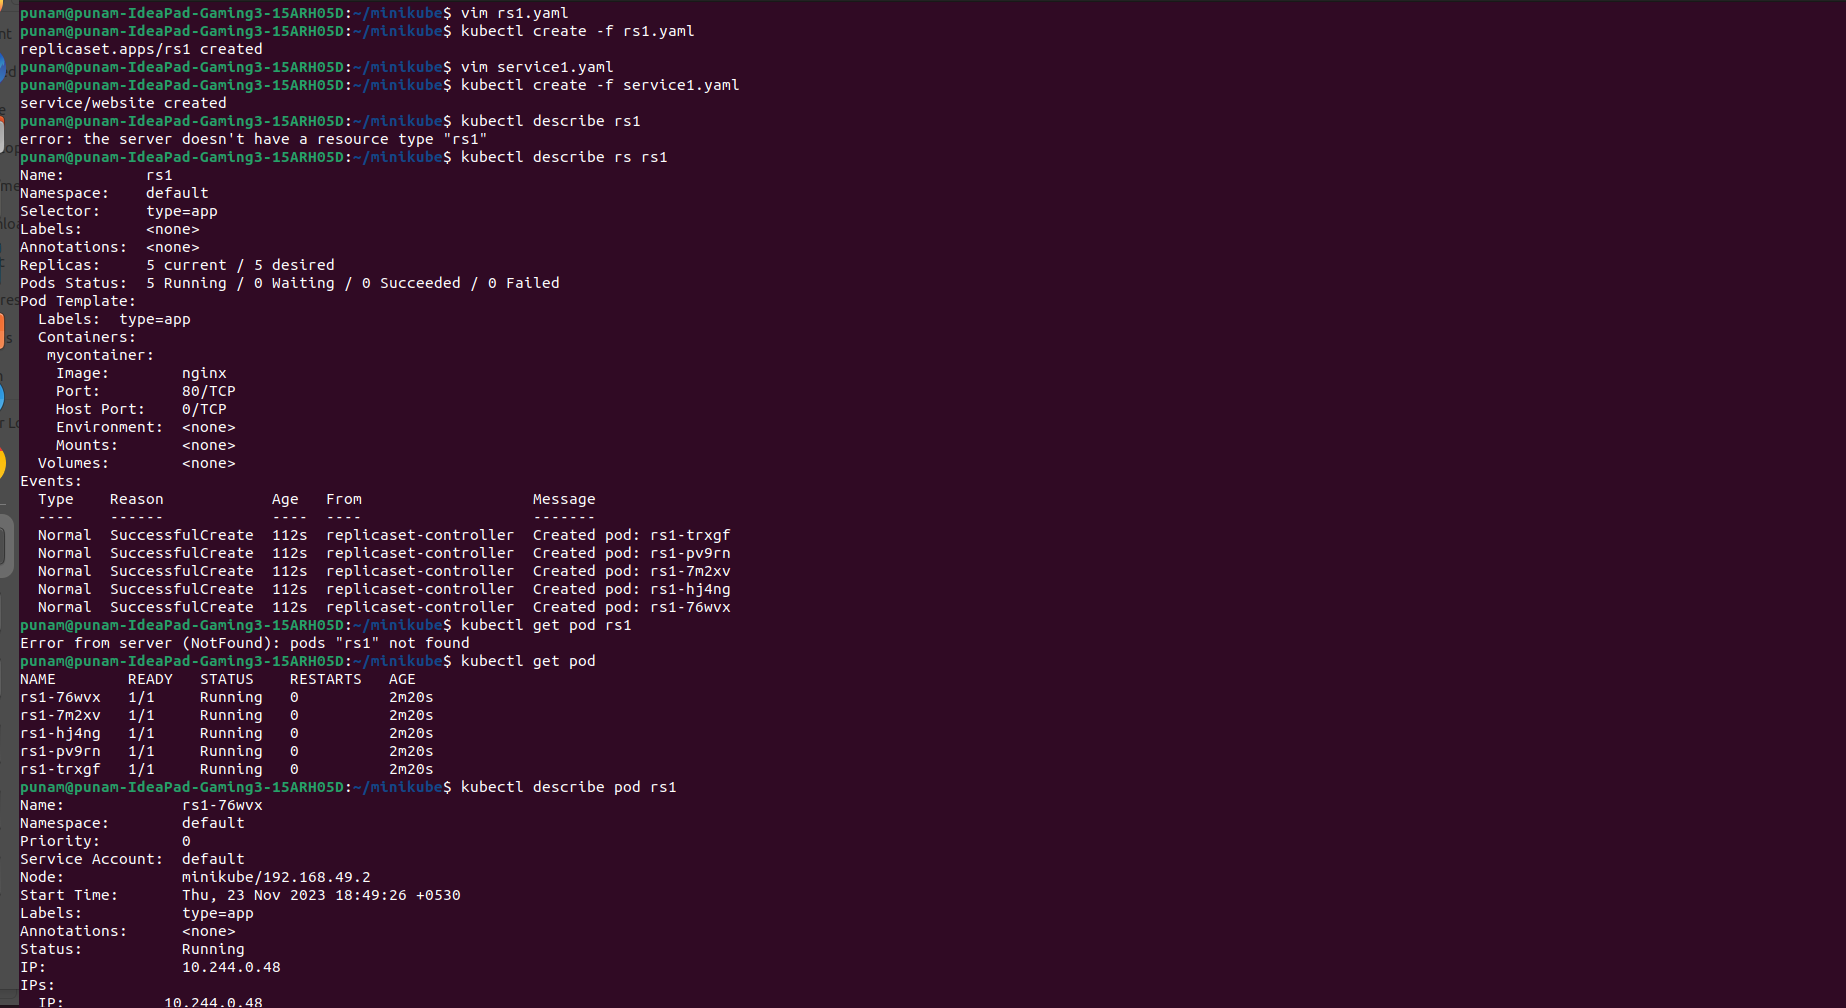 punam@punam-IdeaPad-Gaming3-15ARH05D:~/minikube$ vim rs1.yaml
punam@punam-IdeaPad-Gaming3-15ARH05D:~/minikube$ kubectl create -f rs1.yaml
replicaset.apps/rs1 created
punam@punam-IdeaPad-Gaming3-15ARH05D:~/minikube$ vim service1.yaml
punam@punam-IdeaPad-Gaming3-15ARH05D:~/minikube$ kubectl create -f service1.yaml
service/website created
punam@punam-IdeaPad-Gaming3-15ARH05D:~/minikube$ kubectl describe rs1
error: the server doesn't have a resource type "rs1"
punam@punam-IdeaPad-Gaming3-15ARH05D:~/minikube$ kubectl describe rs rs1
Name:         rs1
Namespace:    default
Selector:     type=app
Labels:       <none>
Annotations:  <none>
Replicas:     5 current / 5 desired
Pods Status:  5 Running / 0 Waiting / 0 Succeeded / 0 Failed
Pod Template:
  Labels:  type=app
  Containers:
   mycontainer:
    Image:        nginx
    Port:         80/TCP
    Host Port:    0/TCP
    Environment:  <none>
    Mounts:       <none>
  Volumes:        <none>
Events:
  Type    Reason            Age   From                   Message
  ----    ------            ----  ----                   -------
  Normal  SuccessfulCreate  112s  replicaset-controller  Created pod: rs1-trxgf
  Normal  SuccessfulCreate  112s  replicaset-controller  Created pod: rs1-pv9rn
  Normal  SuccessfulCreate  112s  replicaset-controller  Created pod: rs1-7m2xv
  Normal  SuccessfulCreate  112s  replicaset-controller  Created pod: rs1-hj4ng
  Normal  SuccessfulCreate  112s  replicaset-controller  Created pod: rs1-76wvx
punam@punam-IdeaPad-Gaming3-15ARH05D:~/minikube$ kubectl get pod rs1
Error from server (NotFound): pods "rs1" not found
punam@punam-IdeaPad-Gaming3-15ARH05D:~/minikube$ kubectl get pod
NAME        READY   STATUS    RESTARTS   AGE
rs1-76wvx   1/1     Running   0          2m20s
rs1-7m2xv   1/1     Running   0          2m20s
rs1-hj4ng   1/1     Running   0          2m20s
rs1-pv9rn   1/1     Running   0          2m20s
rs1-trxgf   1/1     Running   0          2m20s
punam@punam-IdeaPad-Gaming3-15ARH05D:~/minikube$ kubectl describe pod rs1
Name:             rs1-76wvx
Namespace:        default
Priority:         0
Service Account:  default
Node:             minikube/192.168.49.2
Start Time:       Thu, 23 Nov 2023 18:49:26 +0530
Labels:           type=app
Annotations:      <none>
Status:           Running
IP:               10.244.0.48
IPs:
  IP:           10.244.0.48